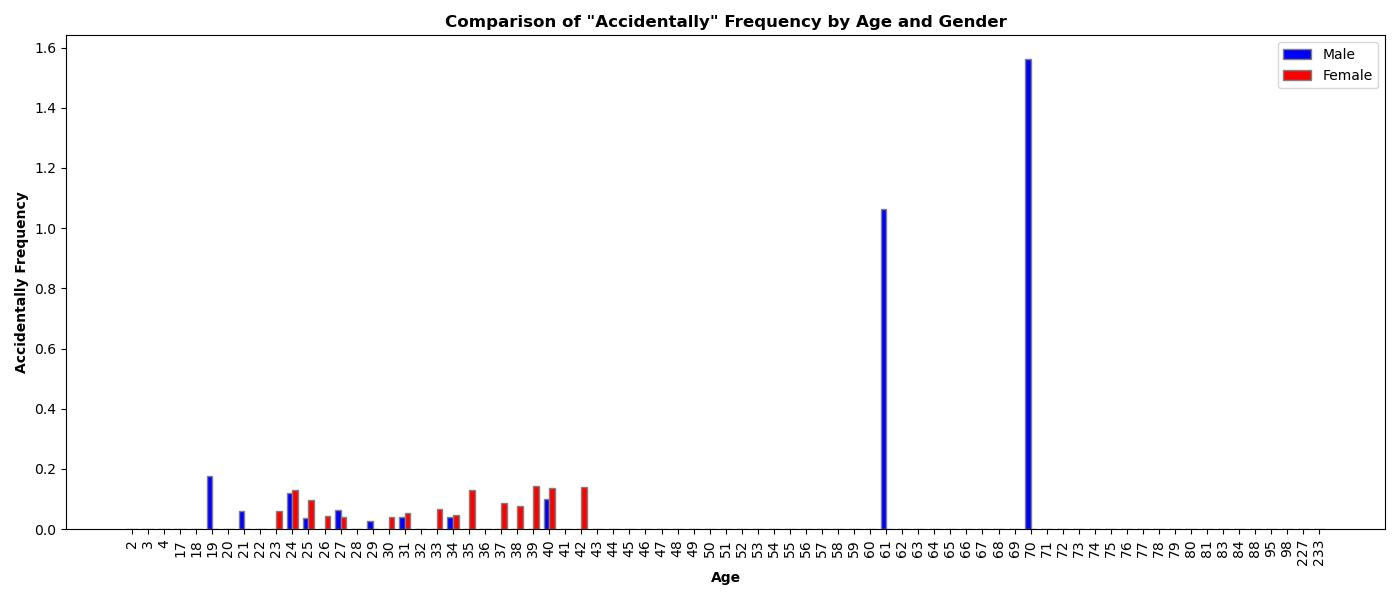 Comparison of "Accidentally" Frequency by Age and Gender
Male
Female
Accidentally Frequency
1.6
1.4
1.2
1.0
0.8
0.6
0.4
0.2
0.0
2 3 4 17 18 19 20 21 22 23 24 25 26 27 28 29 30 31 32 33 34 35 36 37 38 39 40 41 42 43 44 45 46 47 48 49 50 51 52 53 54 55 56 57 58 59 60 61 62 63 64 65 66 67 68 69 70 71 72 73 74 75 76 77 78 79 80 81 83 84 88 95 98 227 233
Age